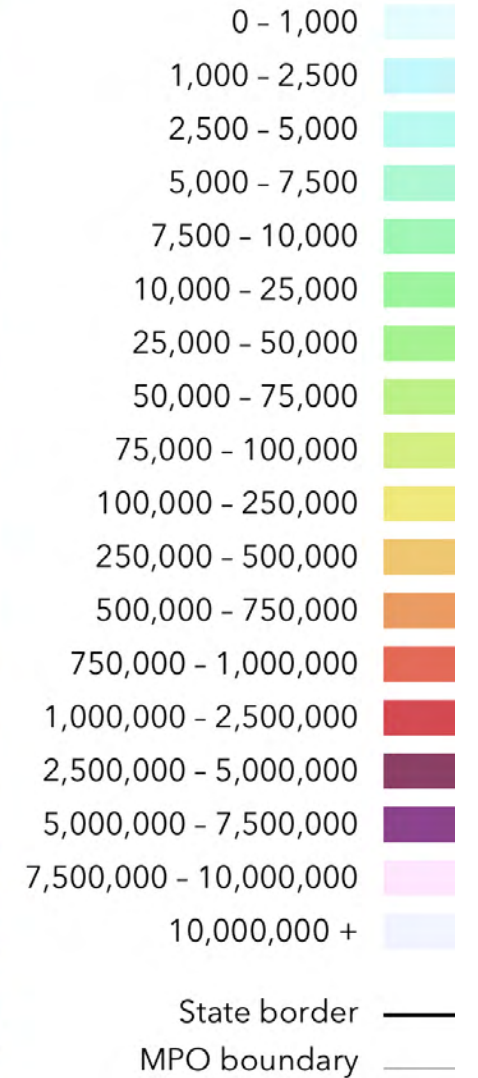 0 – 1,000
1,000 – 2,500
2,500 – 5,000
5,000 – 7,500
7,500 – 10,000
10,000 – 25,000
25,000 – 50,000
50,000 – 75,000
75,000 – 100,000
100,000 – 250,000
250,000 – 500,000
500,000 – 750,000
750,000 – 1,000,000
1,000,000 – 2,500,000
2,500,000 – 5,000,000
5,000,000 – 7,500,000
7,500,000 – 10,000,000
10,000,000 +
State border
MPO boundary